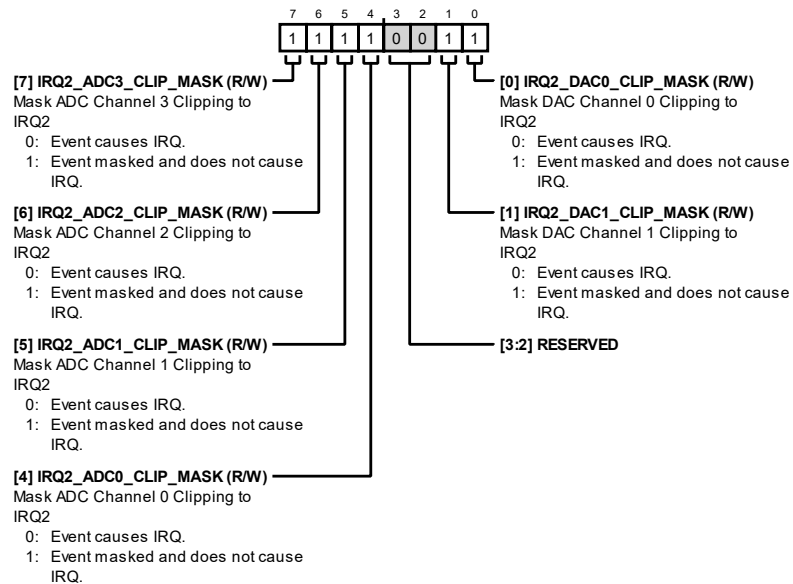 7 6 5 4 3 2 1 0
1 1 1 1 0 0 1 1
[7] IRQ2_ADC3_CLIP_MASK (R/W)
Mask ADC Channel 3 Clipping to
IRQ2
0: Event causes IRQ.
1: Event masked and does not cause
IRQ.
[6] IRQ2_ADC2_CLIP_MASK (R/W)
Mask ADC Channel 2 Clipping to
IRQ2
0: Event causes IRQ.
1: Event masked and does not cause
IRQ.
[5] IRQ2_ADC1_CLIP_MASK (R/W)
Mask ADC Channel 1 Clipping to
IRQ2
0: Event causes IRQ.
1: Event masked and does not cause
IRQ.
[4] IRQ2_ADC0_CLIP_MASK (R/W)
Mask ADC Channel 0 Clipping to
IRQ2
0: Event causes IRQ.
1: Event masked and does not cause
IRQ.
[0] IRQ2_DAC0_CLIP_MASK (R/W)
Mask DAC Channel 0 Clipping to
IRQ2
0: Event causes IRQ.
1: Event masked and does not cause
IRQ.
[1] IRQ2_DAC1_CLIP_MASK (R/W)
Mask DAC Channel 1 Clipping to
IRQ2
0: Event causes IRQ.
1: Event masked and does not cause
IRQ.
[3:2] RESERVED